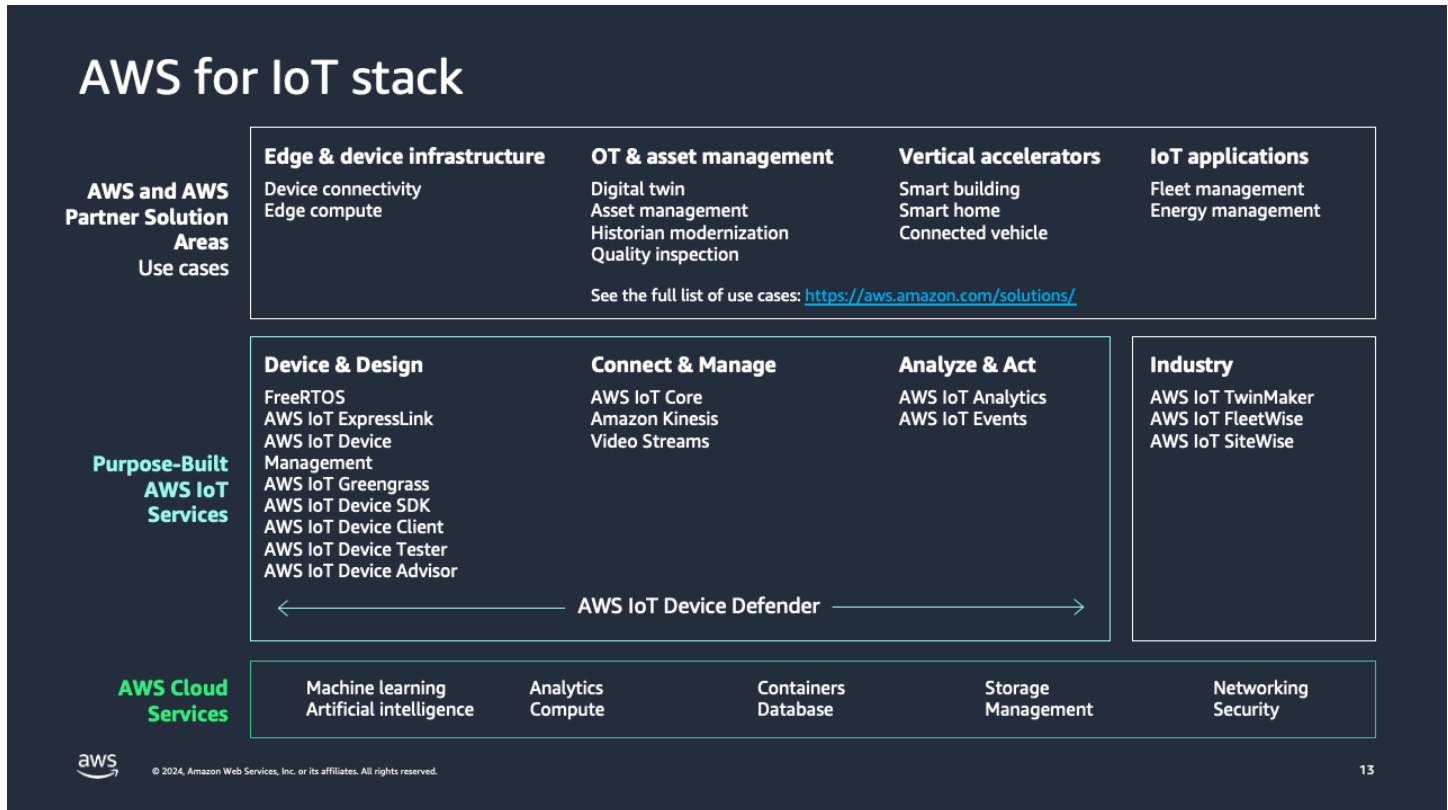 AWS for IoT stack
AWS and AWS
Partner Solution
Areas
Use cases
Edge & device infrastructure
Device connectivity
Edge compute
OT & asset management
Digital twin
Asset management
Historian modernization
Quality inspection
Vertical accelerators
Smart building
Smart home
Connected vehicle
IoT applications
Fleet management
Energy management
See the full list of use cases: https://aws.amazon.com/solutions/
Purpose-Built
AWS IoT
Services
Device & Design
FreeRTOS
AWS IoT ExpressLink
AWS IoT Device
Management
AWS IoT Greengrass
AWS IoT Device SDK
AWS IoT Device Client
AWS IoT Device Tester
AWS IoT Device Advisor
Connect & Manage
AWS IoT Core
Amazon Kinesis
Video Streams
Analyze & Act
AWS IoT Analytics
AWS IoT Events
AWS IoT Device Defender
Industry
AWS IoT TwinMaker
AWS IoT FleetWise
AWS IoT SiteWise
AWS Cloud
Services
Machine learning
Artificial intelligence
Analytics
Compute
Containers
Database
Storage
Management
Networking
Security
aws
© 2024, Amazon Web Services, Inc. or its affiliates. All rights reserved.
13